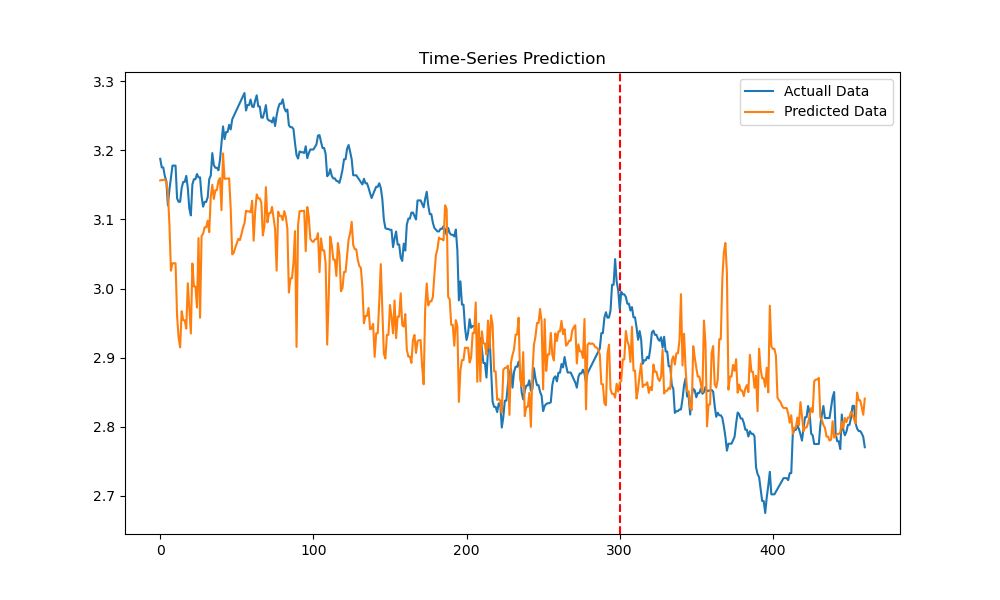 Time-Series Prediction
Actuall Data
Predicted Data
3.3
3.2
3.1
3.0
2.9
2.8
2.7
0 100 200 300 400